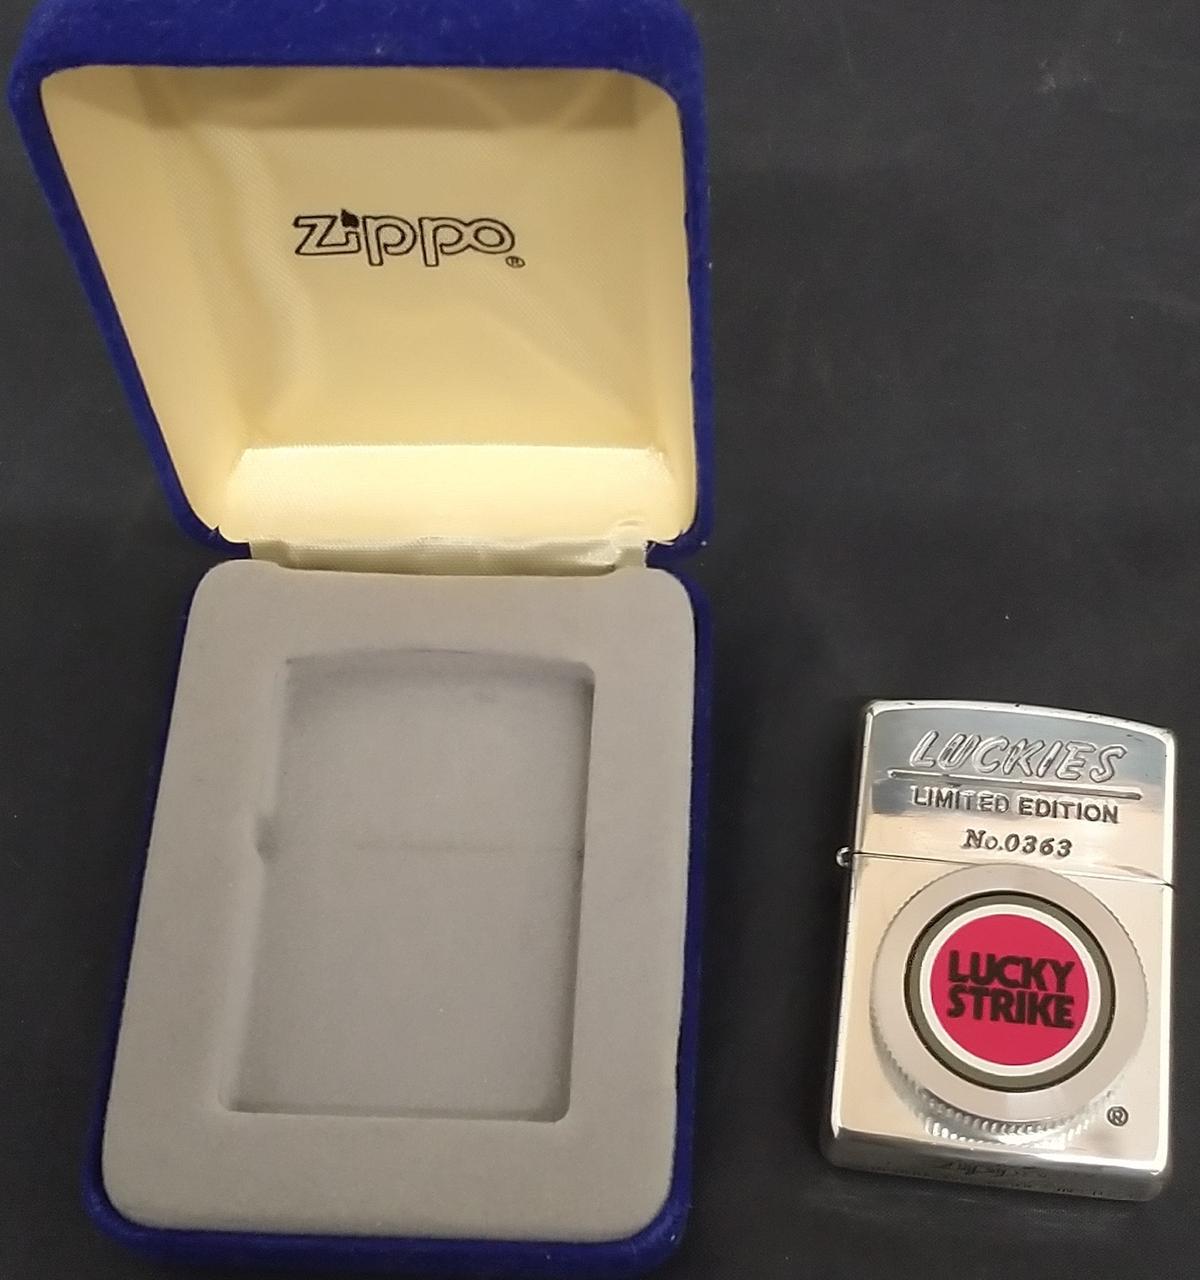 zippo®
LUCKIES
LIMITED EDITION
No.0363
LUCKY
STRIKE
®